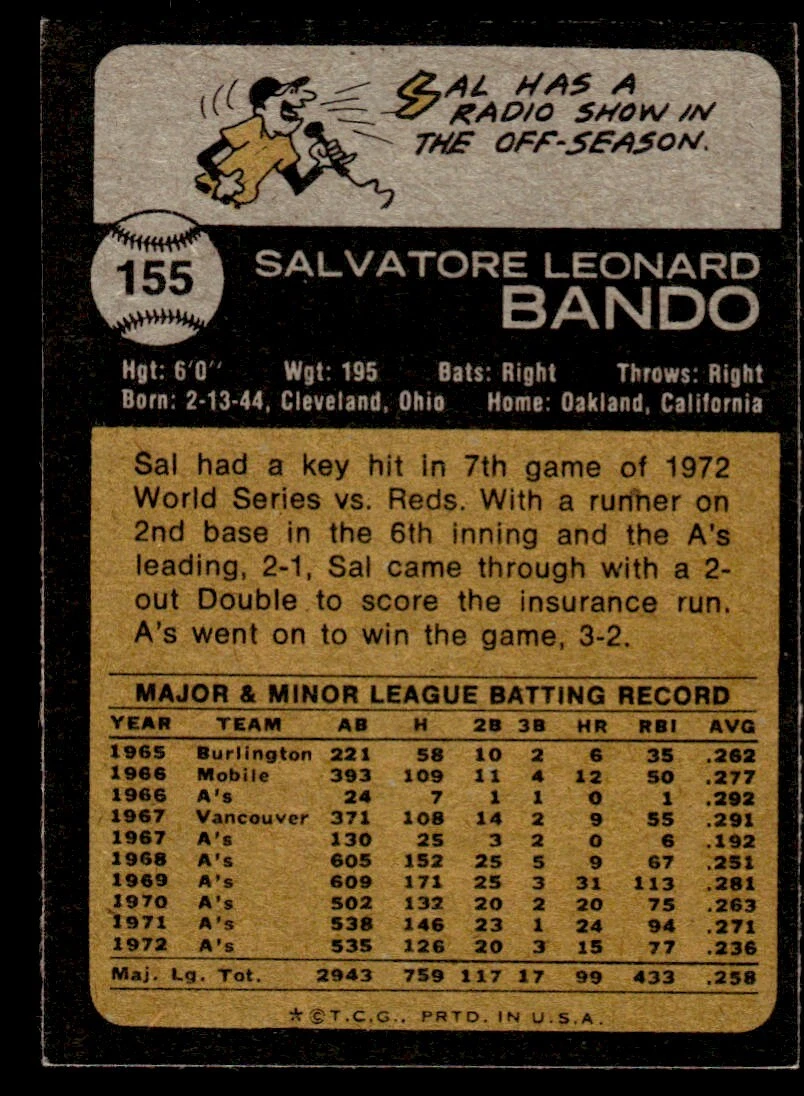 SAL HAS A
RADIO SHOW IN
THE OFF-SEASON.
155
SALVATORE LEONARD
BANDO
Hgt: 6'0" Wgt: 195 Bats: Right Throws: Right
Born: 2-13-44, Cleveland, Ohio Home: Oakland, California
Sal had a key hit in 7th game of 1972
World Series vs. Reds. With a runner on
2nd base in the 6th inning and the A's
leading, 2-1, Sal came through with a 2-
out Double to score the insurance run.
A's went on to win the game, 3-2.
MAJOR & MINOR LEAGUE BATTING RECORD
YEAR TEAM AB H 2B 3B HR RBI AVG
1965 Burlington 221 58 10 2 6 35 .262
1966 Mobile 393 109 11 4 12 50 .277
1966 A's 24 7 1 1 0 1 .292
1967 Vancouver 371 108 14 2 9 55 .291
1967 A's 130 25 3 2 0 6 .192
1968 A's 605 152 25 5 9 67 .251
1969 A's 609 171 25 3 31 113 .281
1970 A's 502 132 20 2 20 75 .263
1971 A's 538 146 23 1 24 94 .271
1972 A's 535 126 20 3 15 77 .236
Maj. Lg. Tot. 2943 759 117 17 99 433 .258
*©T.C.G., PRTD. IN U.S.A.